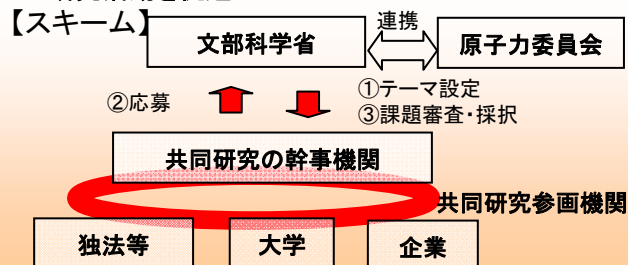 【スキーム】
文部科学省
連携
原子力委員会
②応募
①テーマ設定
③課題審査・採択
共同研究の幹事機関
共同研究参画機関
独法等
大学
企業